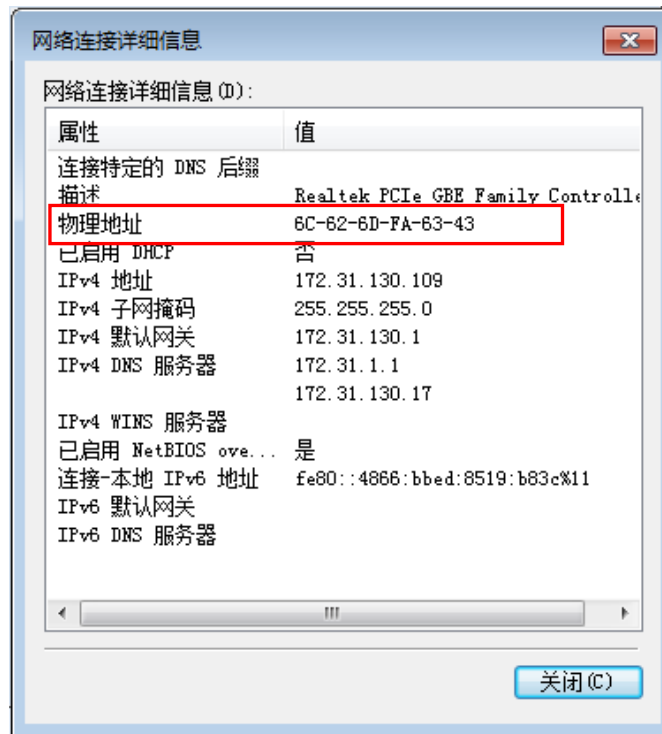 网络连接详细信息
网络连接详细信息(D):
属性 值
连接特定的 DNS 后缀
描述 Realtek PCIe GBE Family Controlle
物理地址 6C-62-6D-FA-63-43
已启用 DHCP 否
IPv4 地址 172.31.130.109
IPv4 子网掩码 255.255.255.0
IPv4 默认网关 172.31.130.1
IPv4 DNS 服务器 172.31.1.1
172.31.130.17
IPv4 WINS 服务器
已启用 NetBIOS ove... 是
连接-本地 IPv6 地址 fe80::4866:bbed:8519:b83c%11
IPv6 默认网关
IPv6 DNS 服务器
关闭(C)